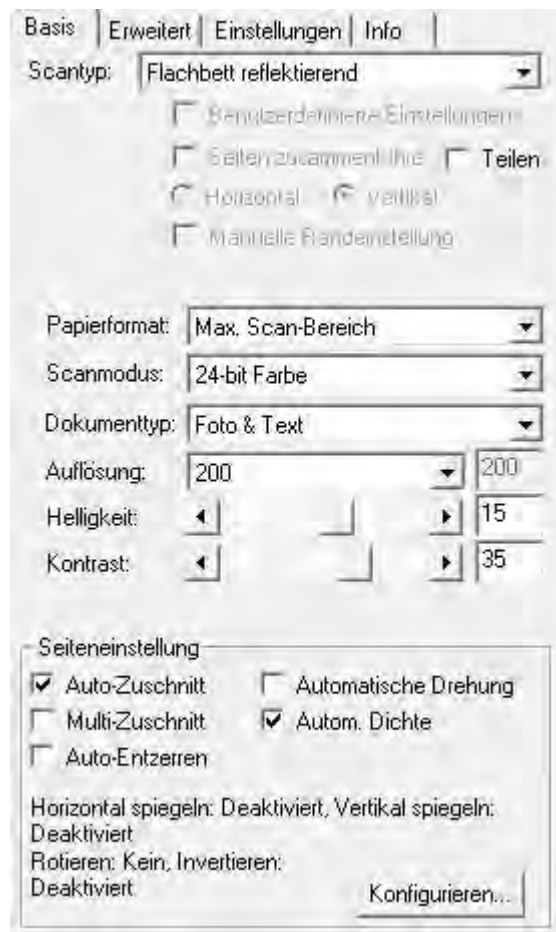 Basis Erweitert Einstellungen Info
Scantyp: Flachbett reflektierend
Benutzerdefinierte Einstellungen
Seiten zusammenführe Teilen
Horizontal Vertikal
Manuelle Randeinstellung
Papierformat: Max. Scan-Bereich
Scanmodus: 24-bit Farbe
Dokumenttyp: Foto & Text
Auflösung: 200 200
Helligkeit: 15
Kontrast: 35
Seiteneinstellung
Auto-Zuschnitt Automatische Drehung
Multi-Zuschnitt Autom. Dichte
Auto-Entzerren
Horizontal spiegeln: Deaktiviert, Vertikal spiegeln:
Deaktiviert
Rotieren: Kein, Invertieren:
Deaktiviert
Konfigurieren...